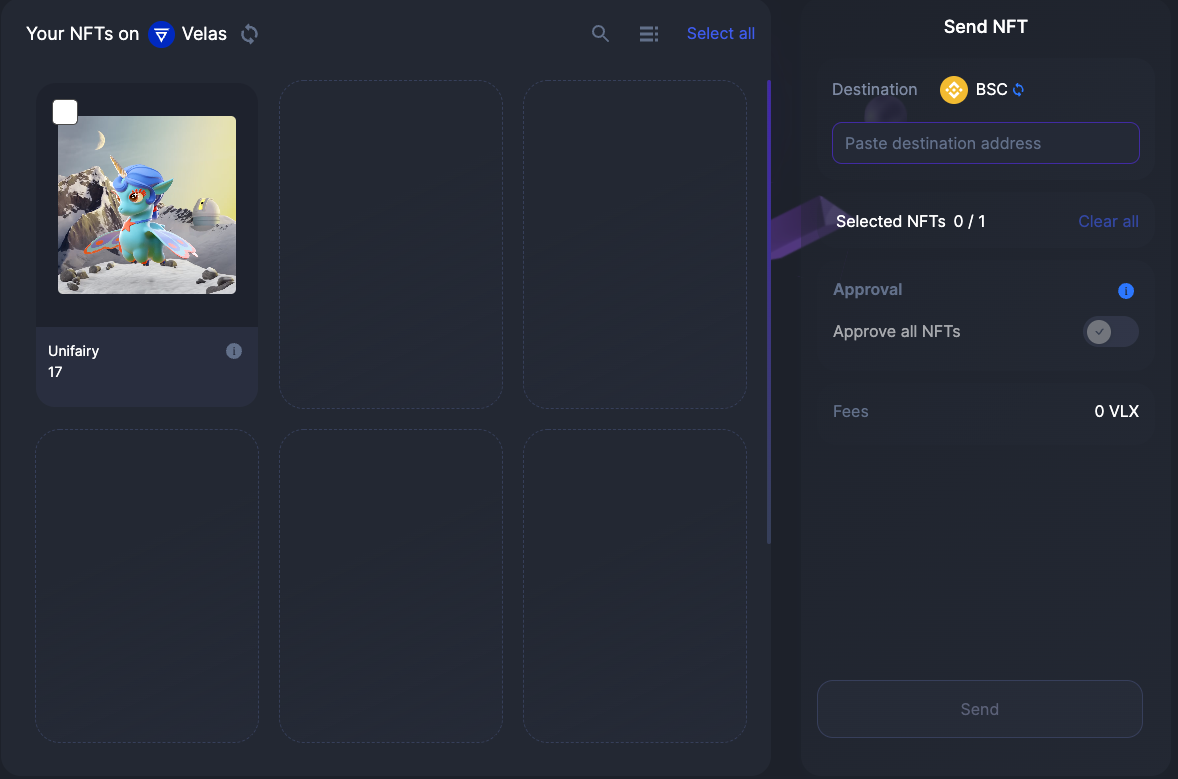 Your NFTs on Velas
Select all
Unifairy
17
Send NFT
Destination BSC
Paste destination address
Selected NFTs 0 / 1
Clear all
Approval
Approve all NFTs
Fees
0 VLX
Send